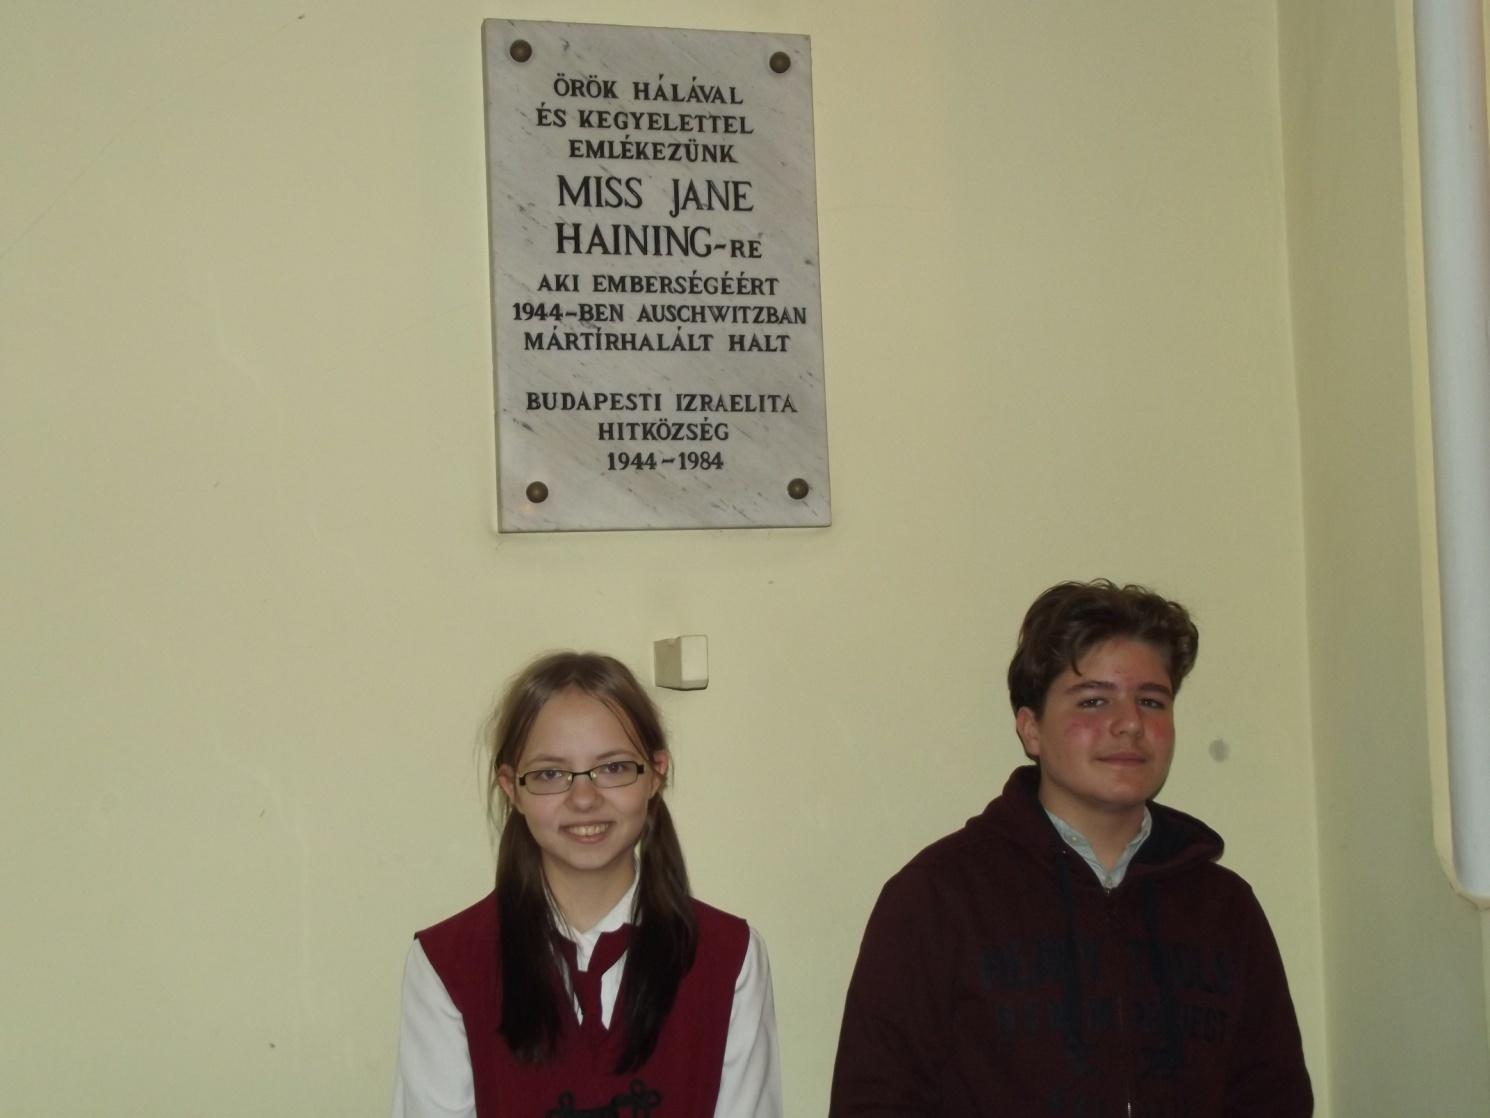 ÖRÖK HÁLÁVAL
ÉS KEGYELETTEL
EMLÉKEZÜNK
MISS JANE
HAINING-RE
AKI EMBERSÉGÉÉRT
1944-BEN AUSCHWITZBAN
MÁRTÍRHALÁLT HALT
BUDAPESTI IZRAELITA
HITKÖZSÉG
1944-1984